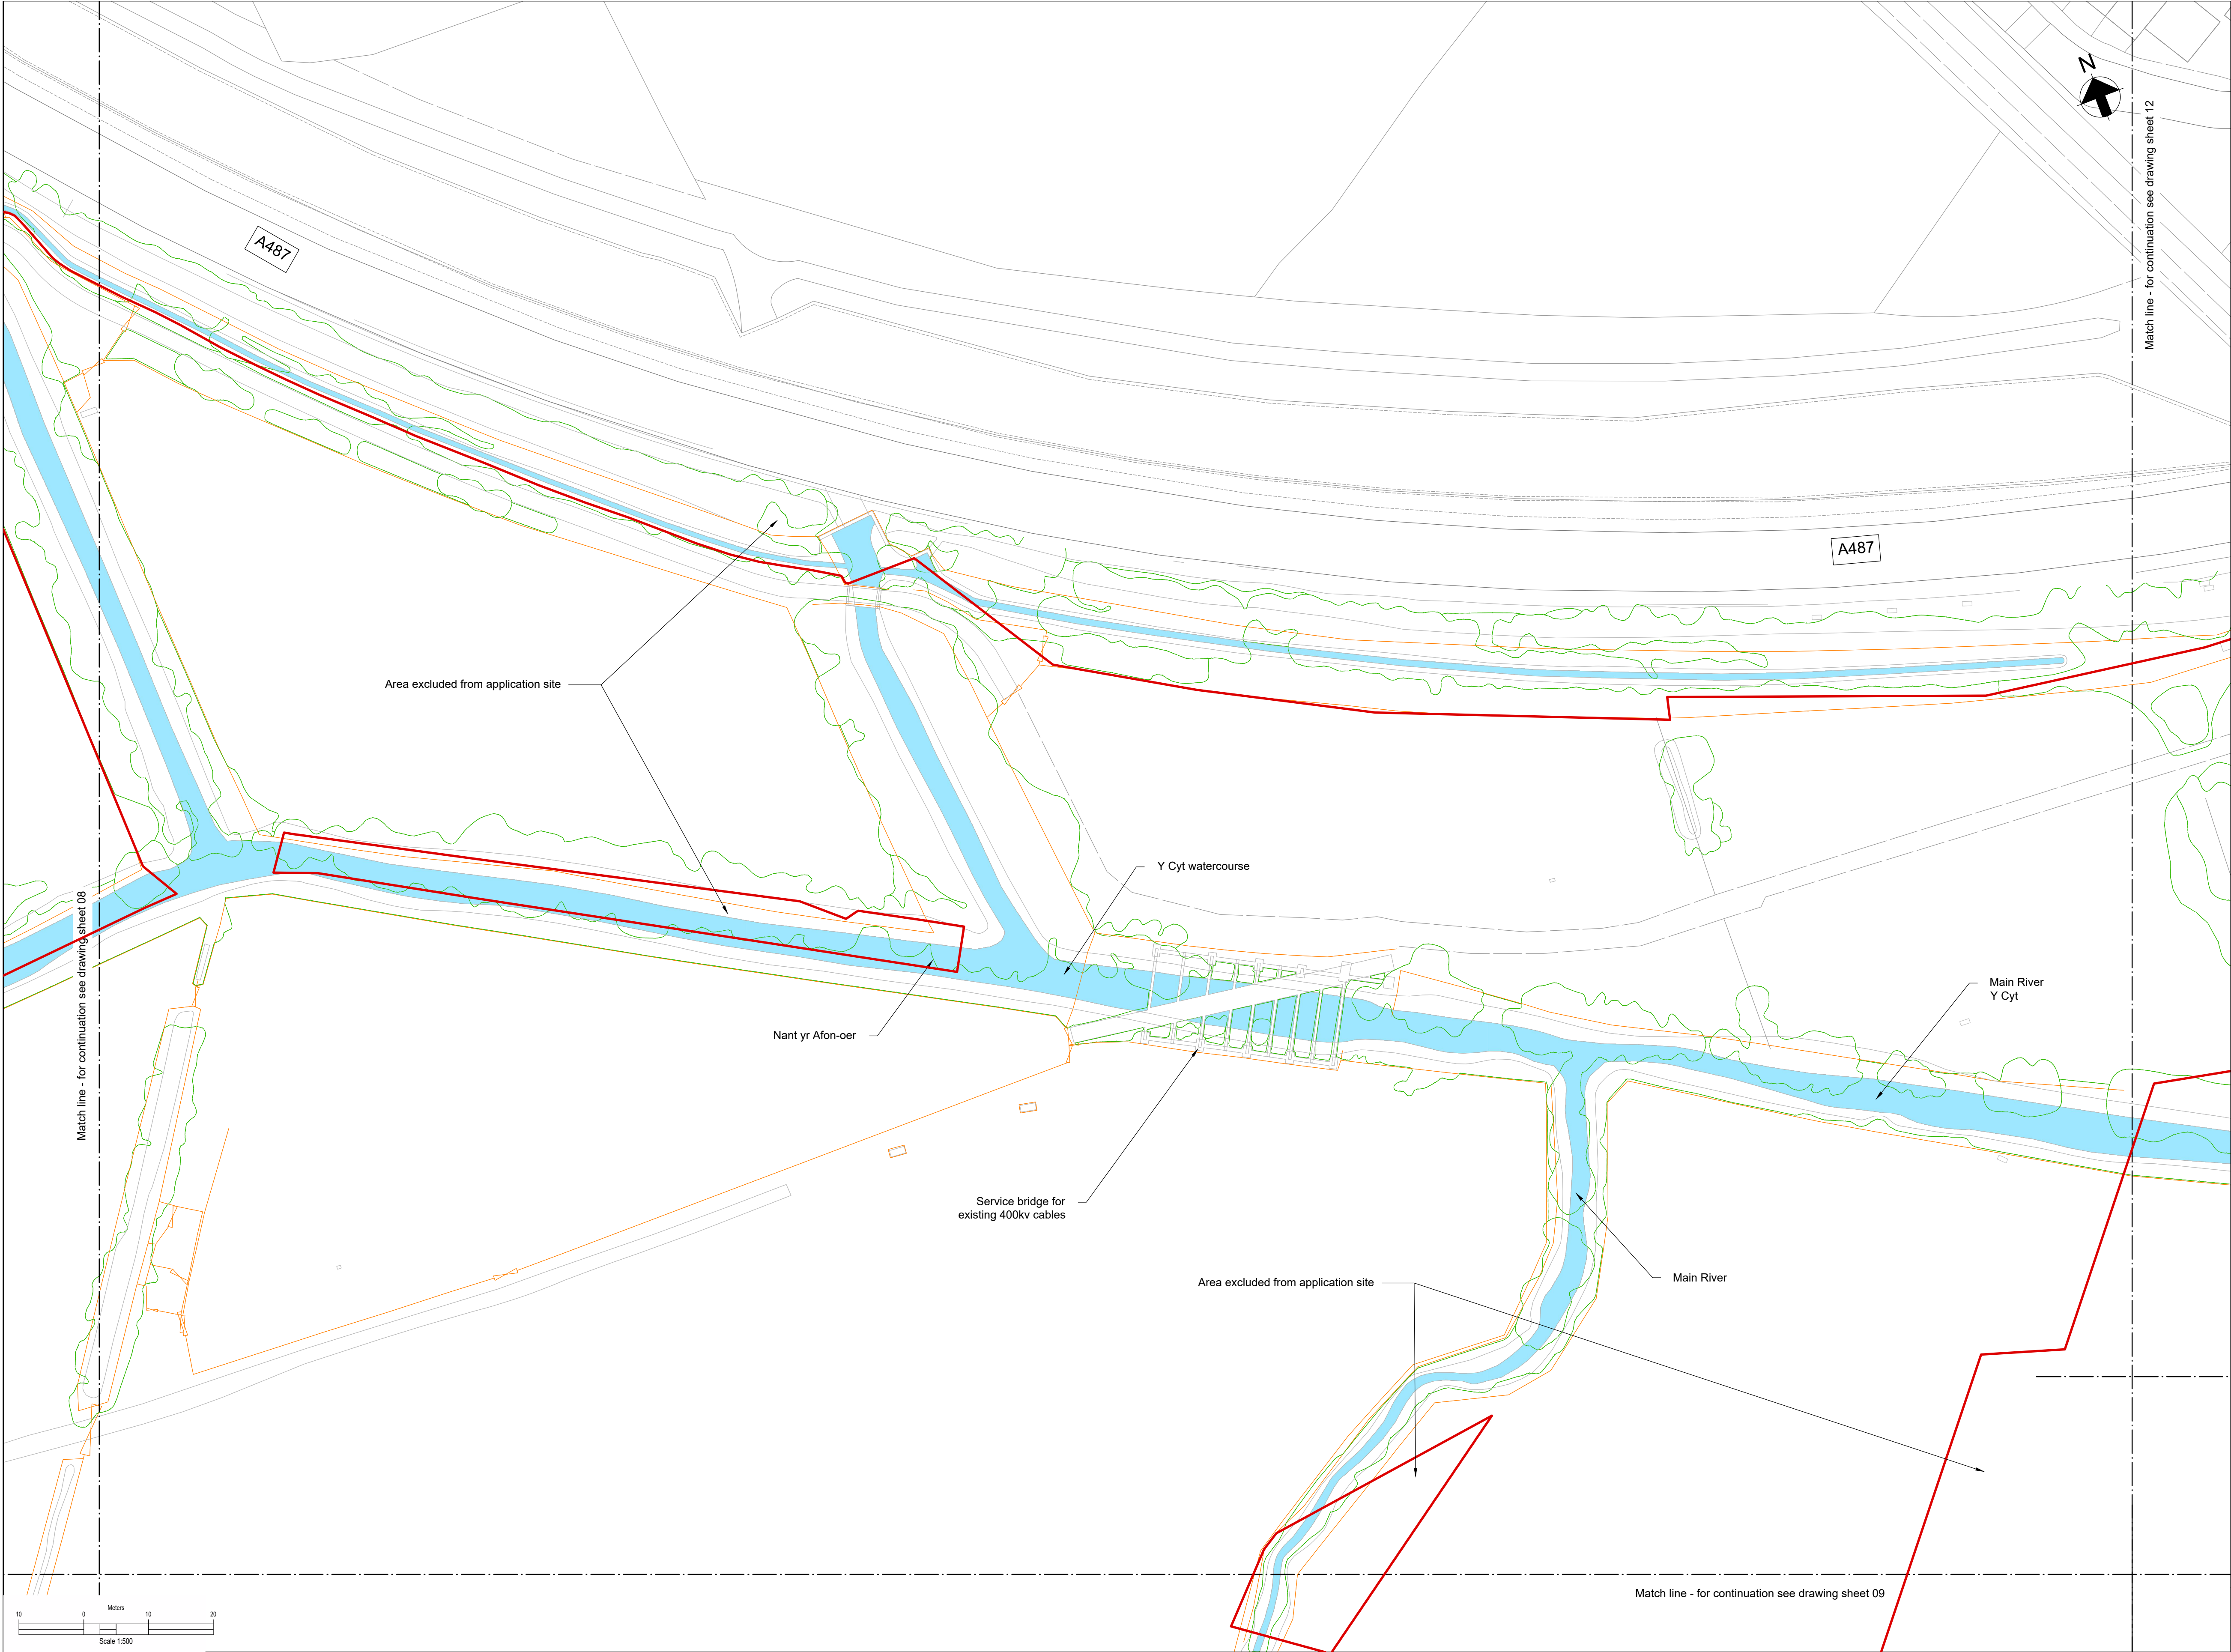 N
Match line - for continuation see drawing sheet 12
A487
A487
Area excluded from application site
Y Cyt watercourse
Match line - for continuation see drawing sheet 08
Main River
Y Cyt
Nant yr Afon-oer
Service bridge for
existing 400kv cables
Area excluded from application site
Main River
Match line - for continuation see drawing sheet 09
Meters
10 0 10 20
Scale 1:500